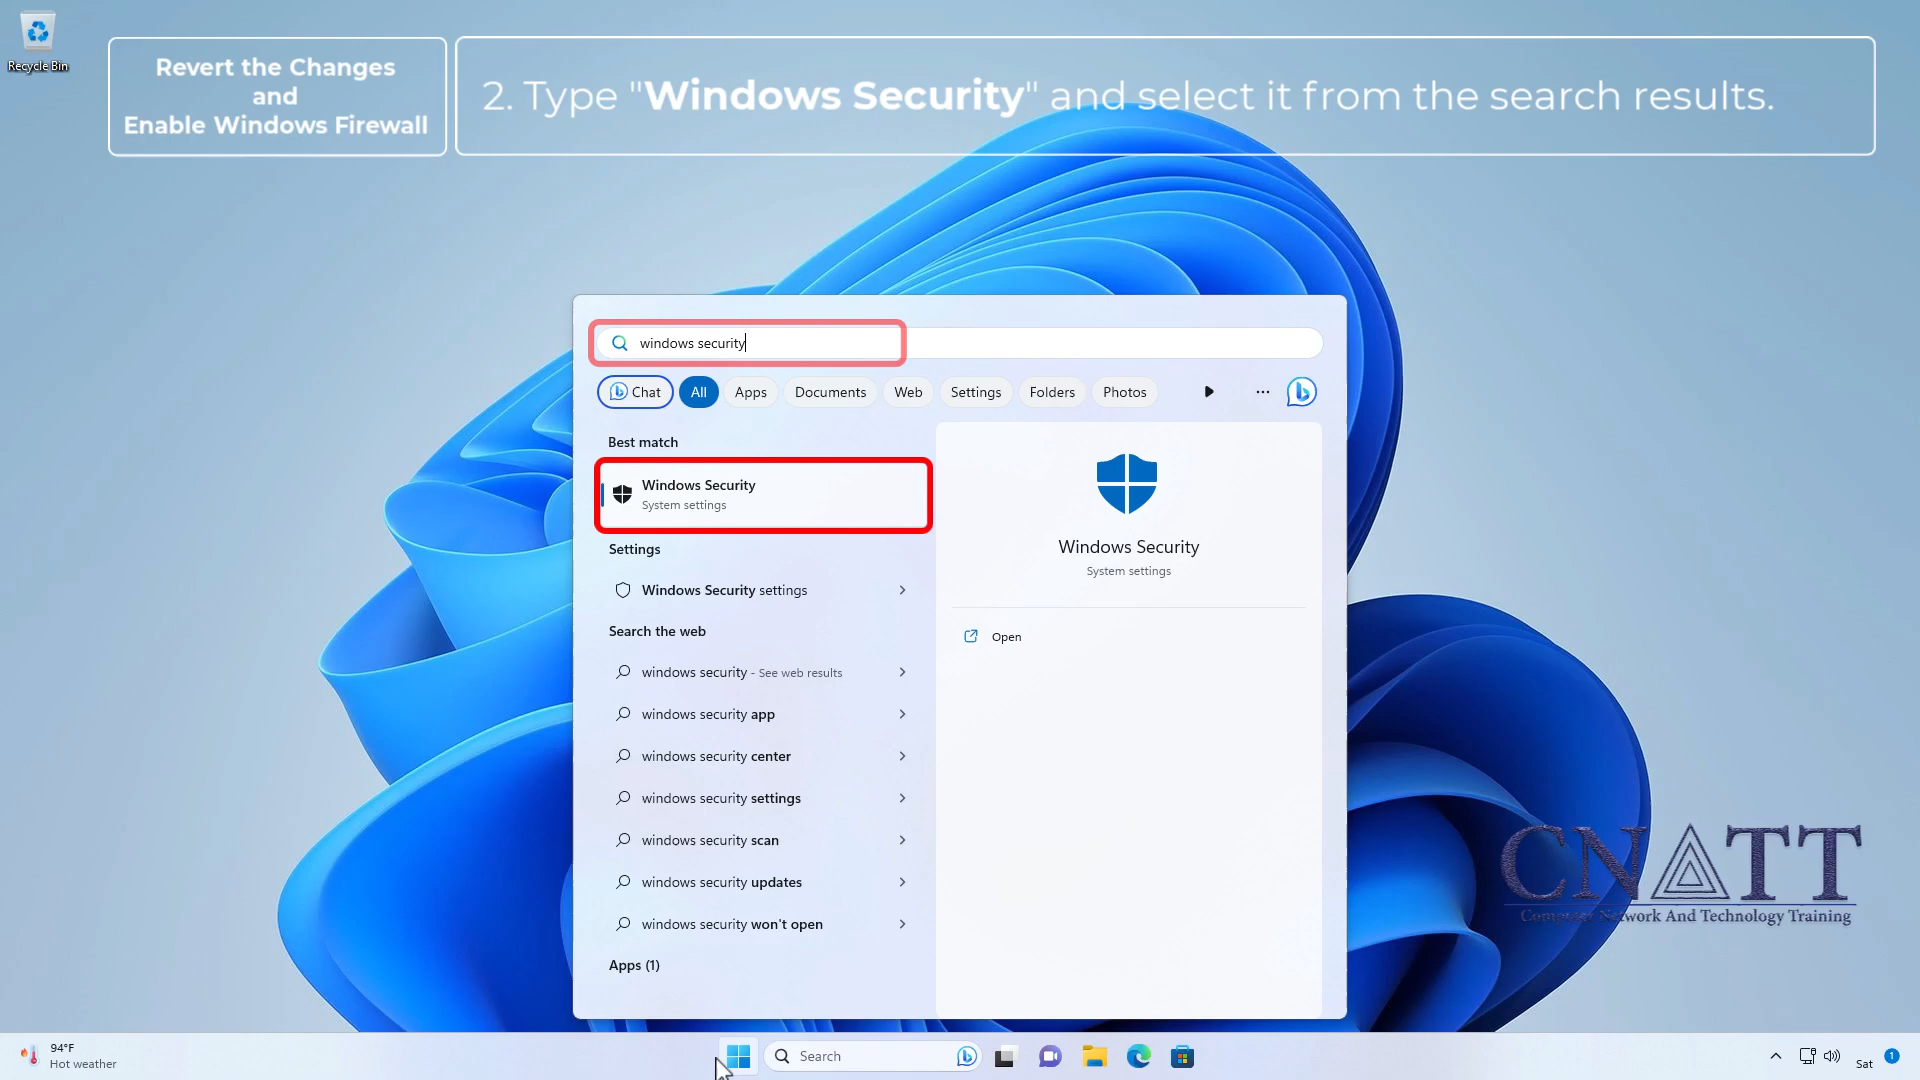 Recycle Bin
Revert the Changes
and
Enable Windows Firewall
2. Type "Windows Security" and select it from the search results.
windows security
Chat All Apps Documents Web Settings Folders Photos
Best match
Windows Security
System settings
Settings
Windows Security settings
Search the web
windows security - See web results
windows security app
windows security center
windows security settings
windows security scan
windows security updates
windows security won't open
Apps (1)
Windows Security
System settings
Open
CNATT
Computer Network And Technology Training
94°F
Hot weather
Search
Sat
1